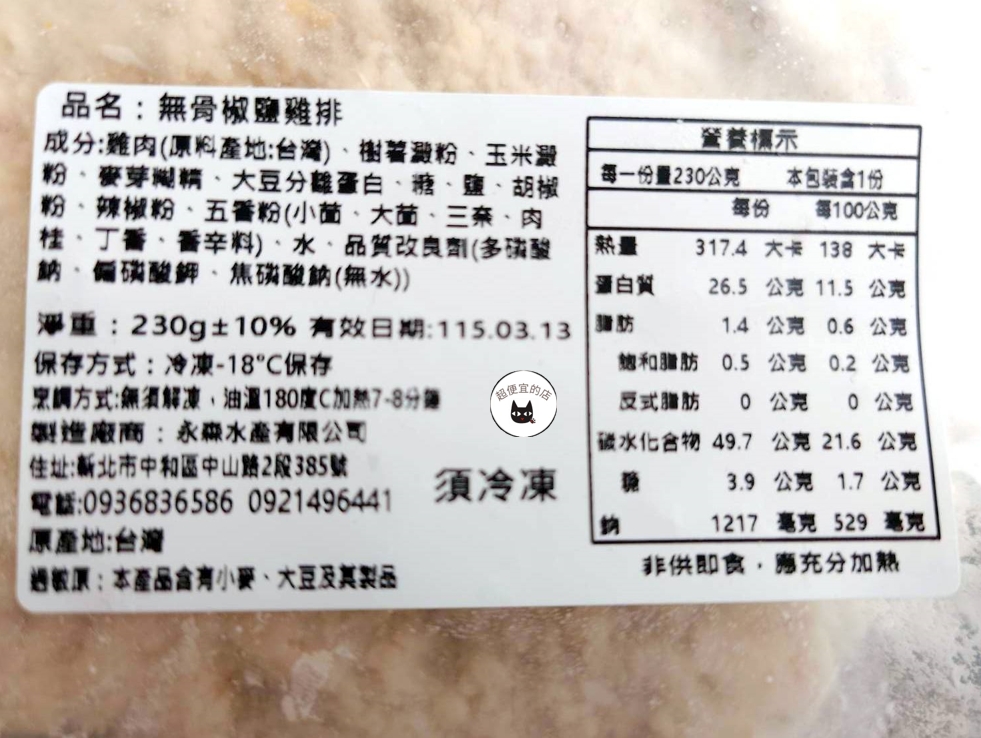 品名：無骨椒鹽雞排
成分:雞肉(原料產地:台灣)、樹薯澱粉、玉米澱
粉、麥芽糊精、大豆分離蛋白、糖、鹽、胡椒
粉、辣椒粉、五香粉(小茴、大茴、三奈、肉
桂、丁香、香辛料)、水、品質改良劑(多磷酸
鈉、偏磷酸鉀、焦磷酸鈉(無水))
淨重：230g±10% 有效日期:115.03.13
保存方式：冷凍-18°C保存
烹調方式:無須解凍，油溫180度C加熱7-8分鐘
製造廠商：永森水產有限公司
住址:新北市中和區中山路2段385號
電話:0936836586 0921496441
原產地:台灣
過敏原：本產品含有小麥、大豆及其製品
須冷凍
超便宜的店
營養標示
每一份量230公克 本包裝含1份
每份 每100公克
熱量 317.4 大卡 138 大卡
蛋白質 26.5 公克 11.5 公克
脂肪 1.4 公克 0.6 公克
飽和脂肪 0.5 公克 0.2 公克
反式脂肪 0 公克 0 公克
碳水化合物 49.7 公克 21.6 公克
糖 3.9 公克 1.7 公克
鈉 1217 毫克 529 毫克
非供即食，應充分加熱